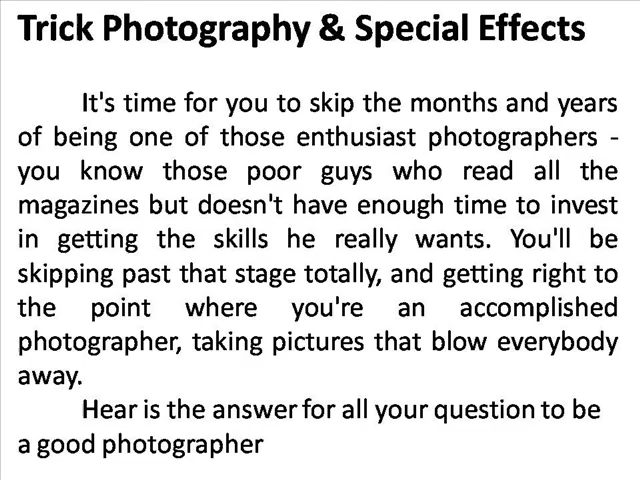 Trick Photography & Special Effects
It's time for you to skip the months and years
of being one of those enthusiast photographers -
you know those poor guys who read all the
magazines but doesn't have enough time to invest
in getting the skills he really wants. You'll be
skipping past that stage totally, and getting right to
the point where you're an accomplished
photographer, taking pictures that blow everybody
away.
Hear is the answer for all your question to be
a good photographer